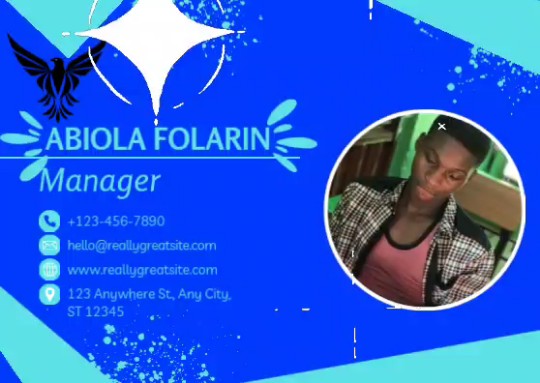 ABIOLA FOLARIN
Manager
+123-456-7890
hello@reallygreatsite.com
www.reallygreatsite.com
123 Anywhere St., Any City,
ST 12345